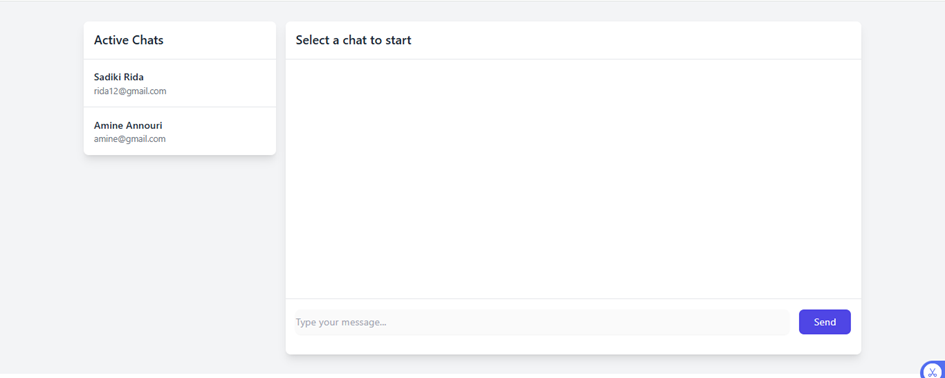 Active Chats
Sadiki Rida
rida12@gmail.com
Amine Annouri
amine@gmail.com
Select a chat to start
Type your message...
Send